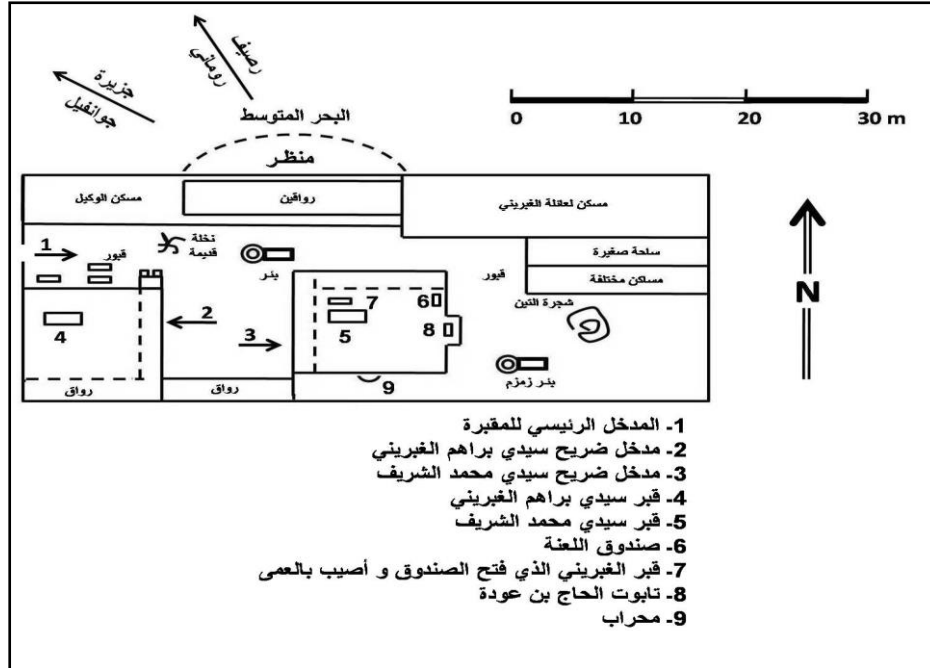 رصيف
روماني
جزيرة
جوانفيل
البحر المتوسط
منظر
0 10 20 30 m
مسكن الوكيل
رواقين
مسكن لعائلة الغبريني
نخلة
قديمة
1
قبور
بئر
قبور
ساحة صغيرة
مساكن مختلفة
N
شجرة التين
2
3
4
5
6
7
8
9
بئر زمزم
رواق
رواق
1- المدخل الرئيسي للمقبرة
2- مدخل ضريح سيدي براهم الغبريني
3- مدخل ضريح سيدي محمد الشريف
4- قبر سيدي براهم الغبريني
5- قبر سيدي محمد الشريف
6- صندوق اللعنة
7- قبر الغبريني الذي فتح الصندوق و أصيب بالعمى
8- تابوت الحاج بن عودة
9- محراب